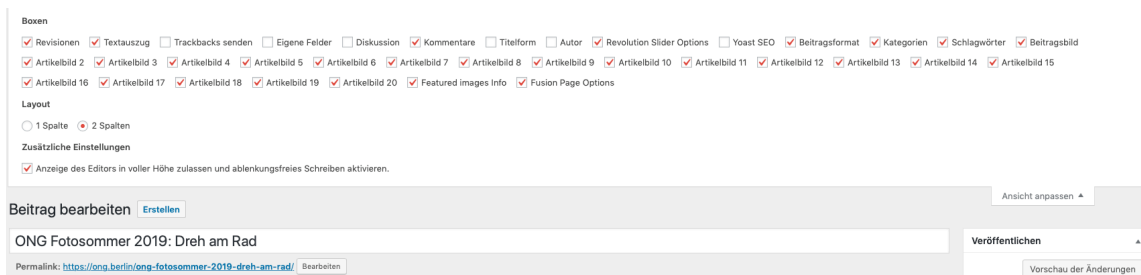 Boxen
Revisionen Textauszug Trackbacks senden Eigene Felder Diskussion Kommentare Titelform Autor Revolution Slider Options Yoast SEO Beitragsformat Kategorien Schlagwörter Beitragsbild
Artikelbild 2 Artikelbild 3 Artikelbild 4 Artikelbild 5 Artikelbild 6 Artikelbild 7 Artikelbild 8 Artikelbild 9 Artikelbild 10 Artikelbild 11 Artikelbild 12 Artikelbild 13 Artikelbild 14 Artikelbild 15
Artikelbild 16 Artikelbild 17 Artikelbild 18 Artikelbild 19 Artikelbild 20 Featured images Info Fusion Page Options
Layout
1 Spalte 2 Spalten
Zusätzliche Einstellungen
Anzeige des Editors in voller Höhe zulassen und ablenkungsfreies Schreiben aktivieren.
Ansicht anpassen
Beitrag bearbeiten Erstellen
ONG Fotosommer 2019: Dreh am Rad
Veröffentlichen
Permalink: https://ong.berlin/ong-fotosommer-2019-dreh-am-rad/ Bearbeiten
Vorschau der Änderungen